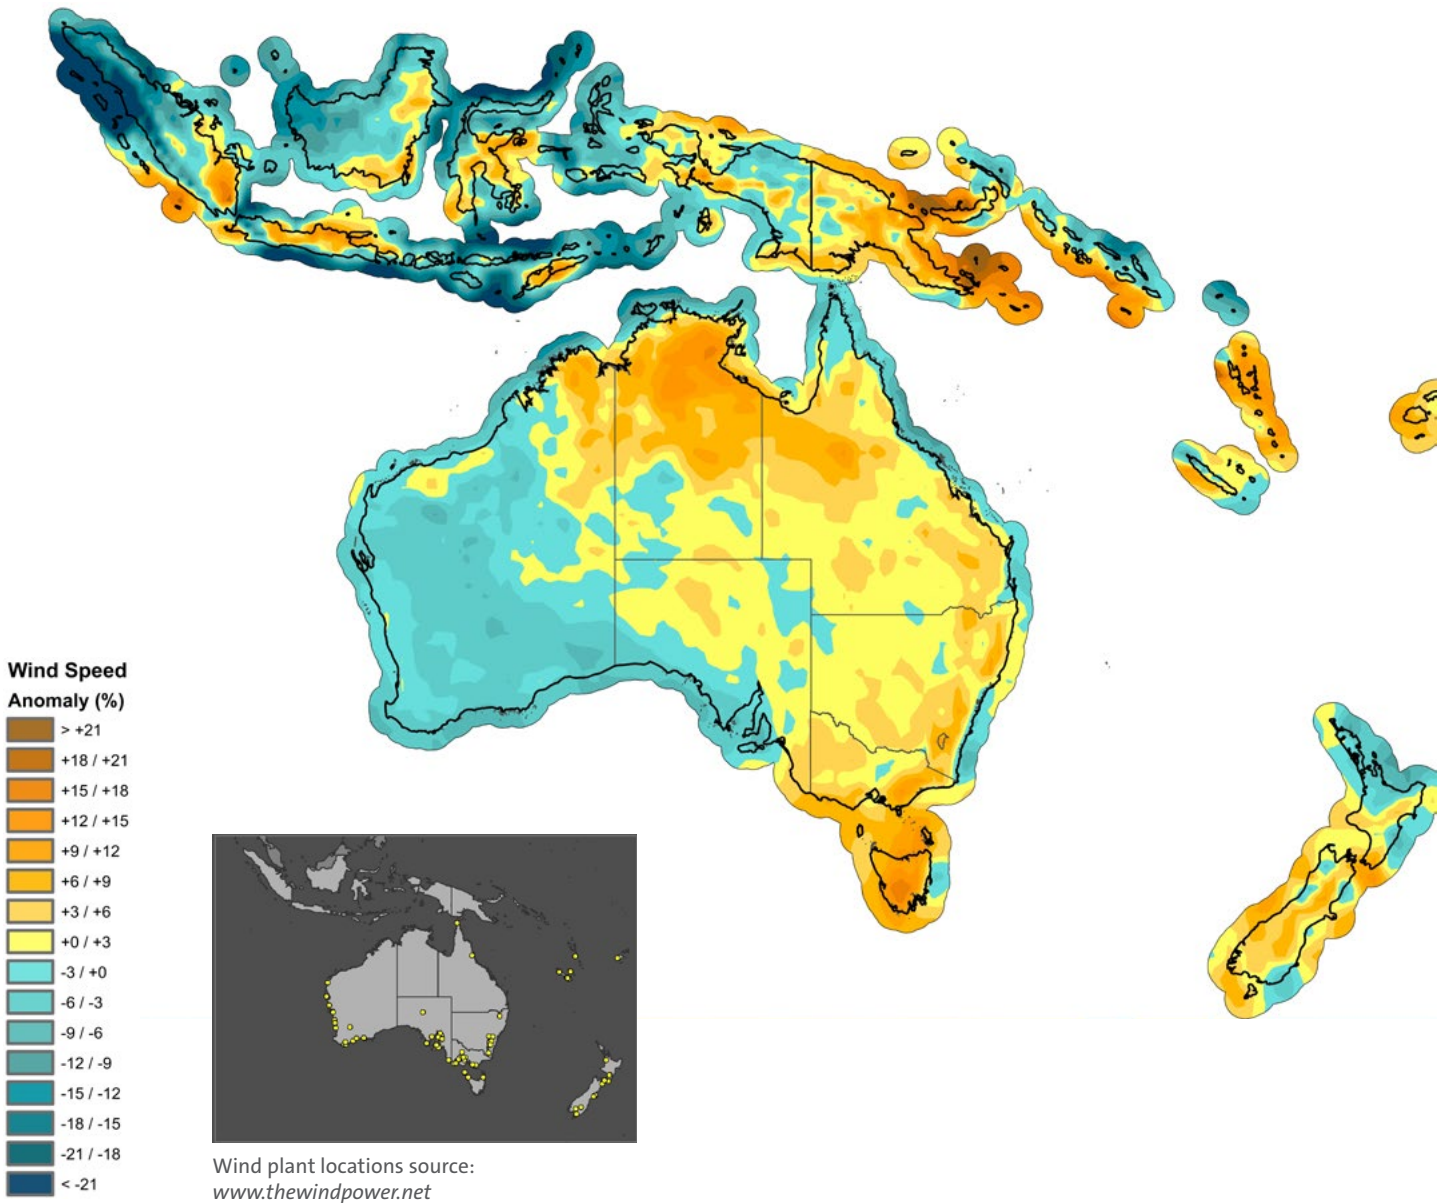 Wind Speed
Anomaly (%)
> +21
+18 / +21
+15 / +18
+12 / +15
+9 / +12
+6 / +9
+3 / +6
+0 / +3
-3 / +0
-6 / -3
-9 / -6
-12 / -9
-15 / -12
-18 / -15
-21 / -18
< -21
Wind plant locations source:
www.thewindpower.net